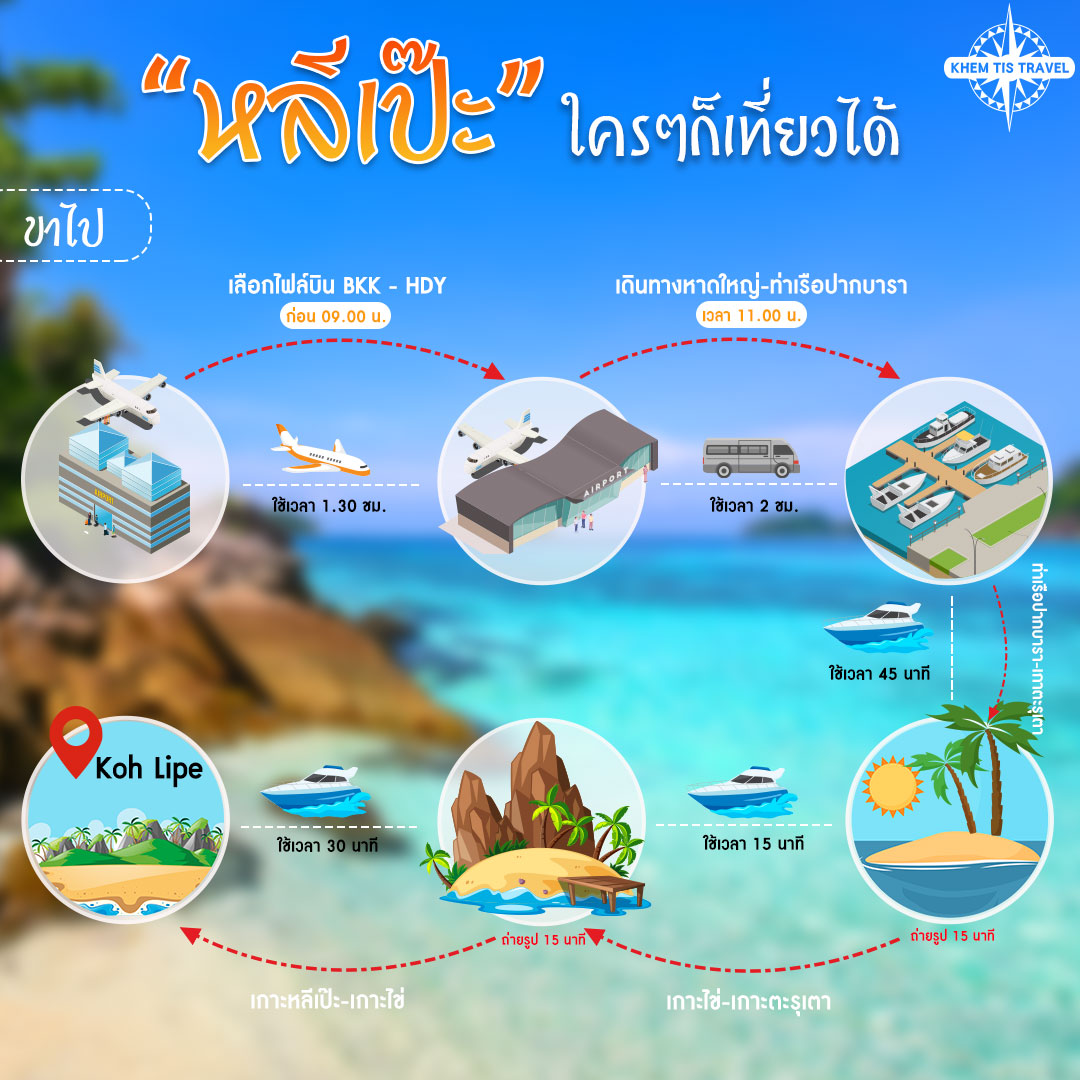 "หลีเป๊ะ" ใครๆก็เที่ยวได้
KHEM TIS TRAVEL
ขาไป
เลือกไฟล์บิน BKK - HDY
ก่อน 09.00 น.
เดินทางหาดใหญ่-ท่าเรือปากบารา
เวลา 11.00 น.
AIRPORT
ใช้เวลา 1.30 ชม.
ใช้เวลา 2 ชม.
ท่าเรือปากบารา-เกาะตะรุเตา
ใช้เวลา 45 นาที
Koh Lipe
ใช้เวลา 30 นาที
ใช้เวลา 15 นาที
ถ่ายรูป 15 นาที
ถ่ายรูป 15 นาที
เกาะหลีเป๊ะ-เกาะไข่
เกาะไข่-เกาะตะรุเตา